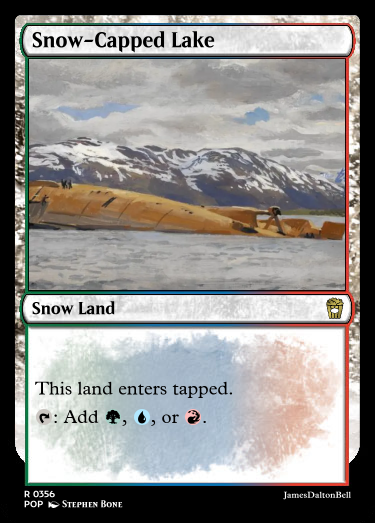 Snow-Capped Lake
Snow Land
This land enters tapped.
: Add , , or .
R 0356
POP STEPHEN BONE
JamesDaltonBell